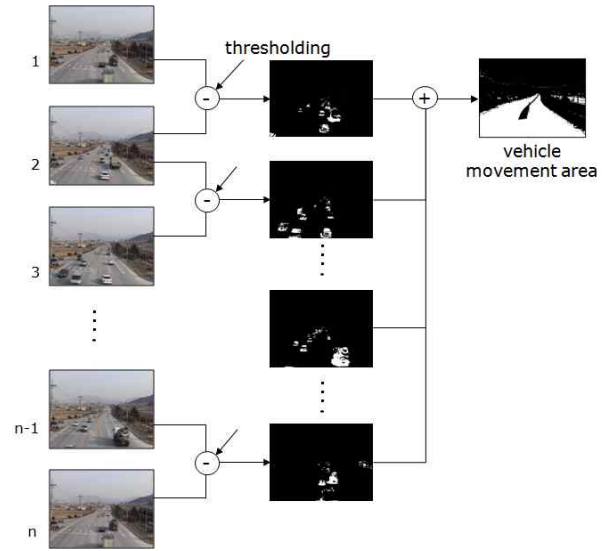 thresholding
1
-
+
2
vehicle
movement area
-
3
n-1
-
n